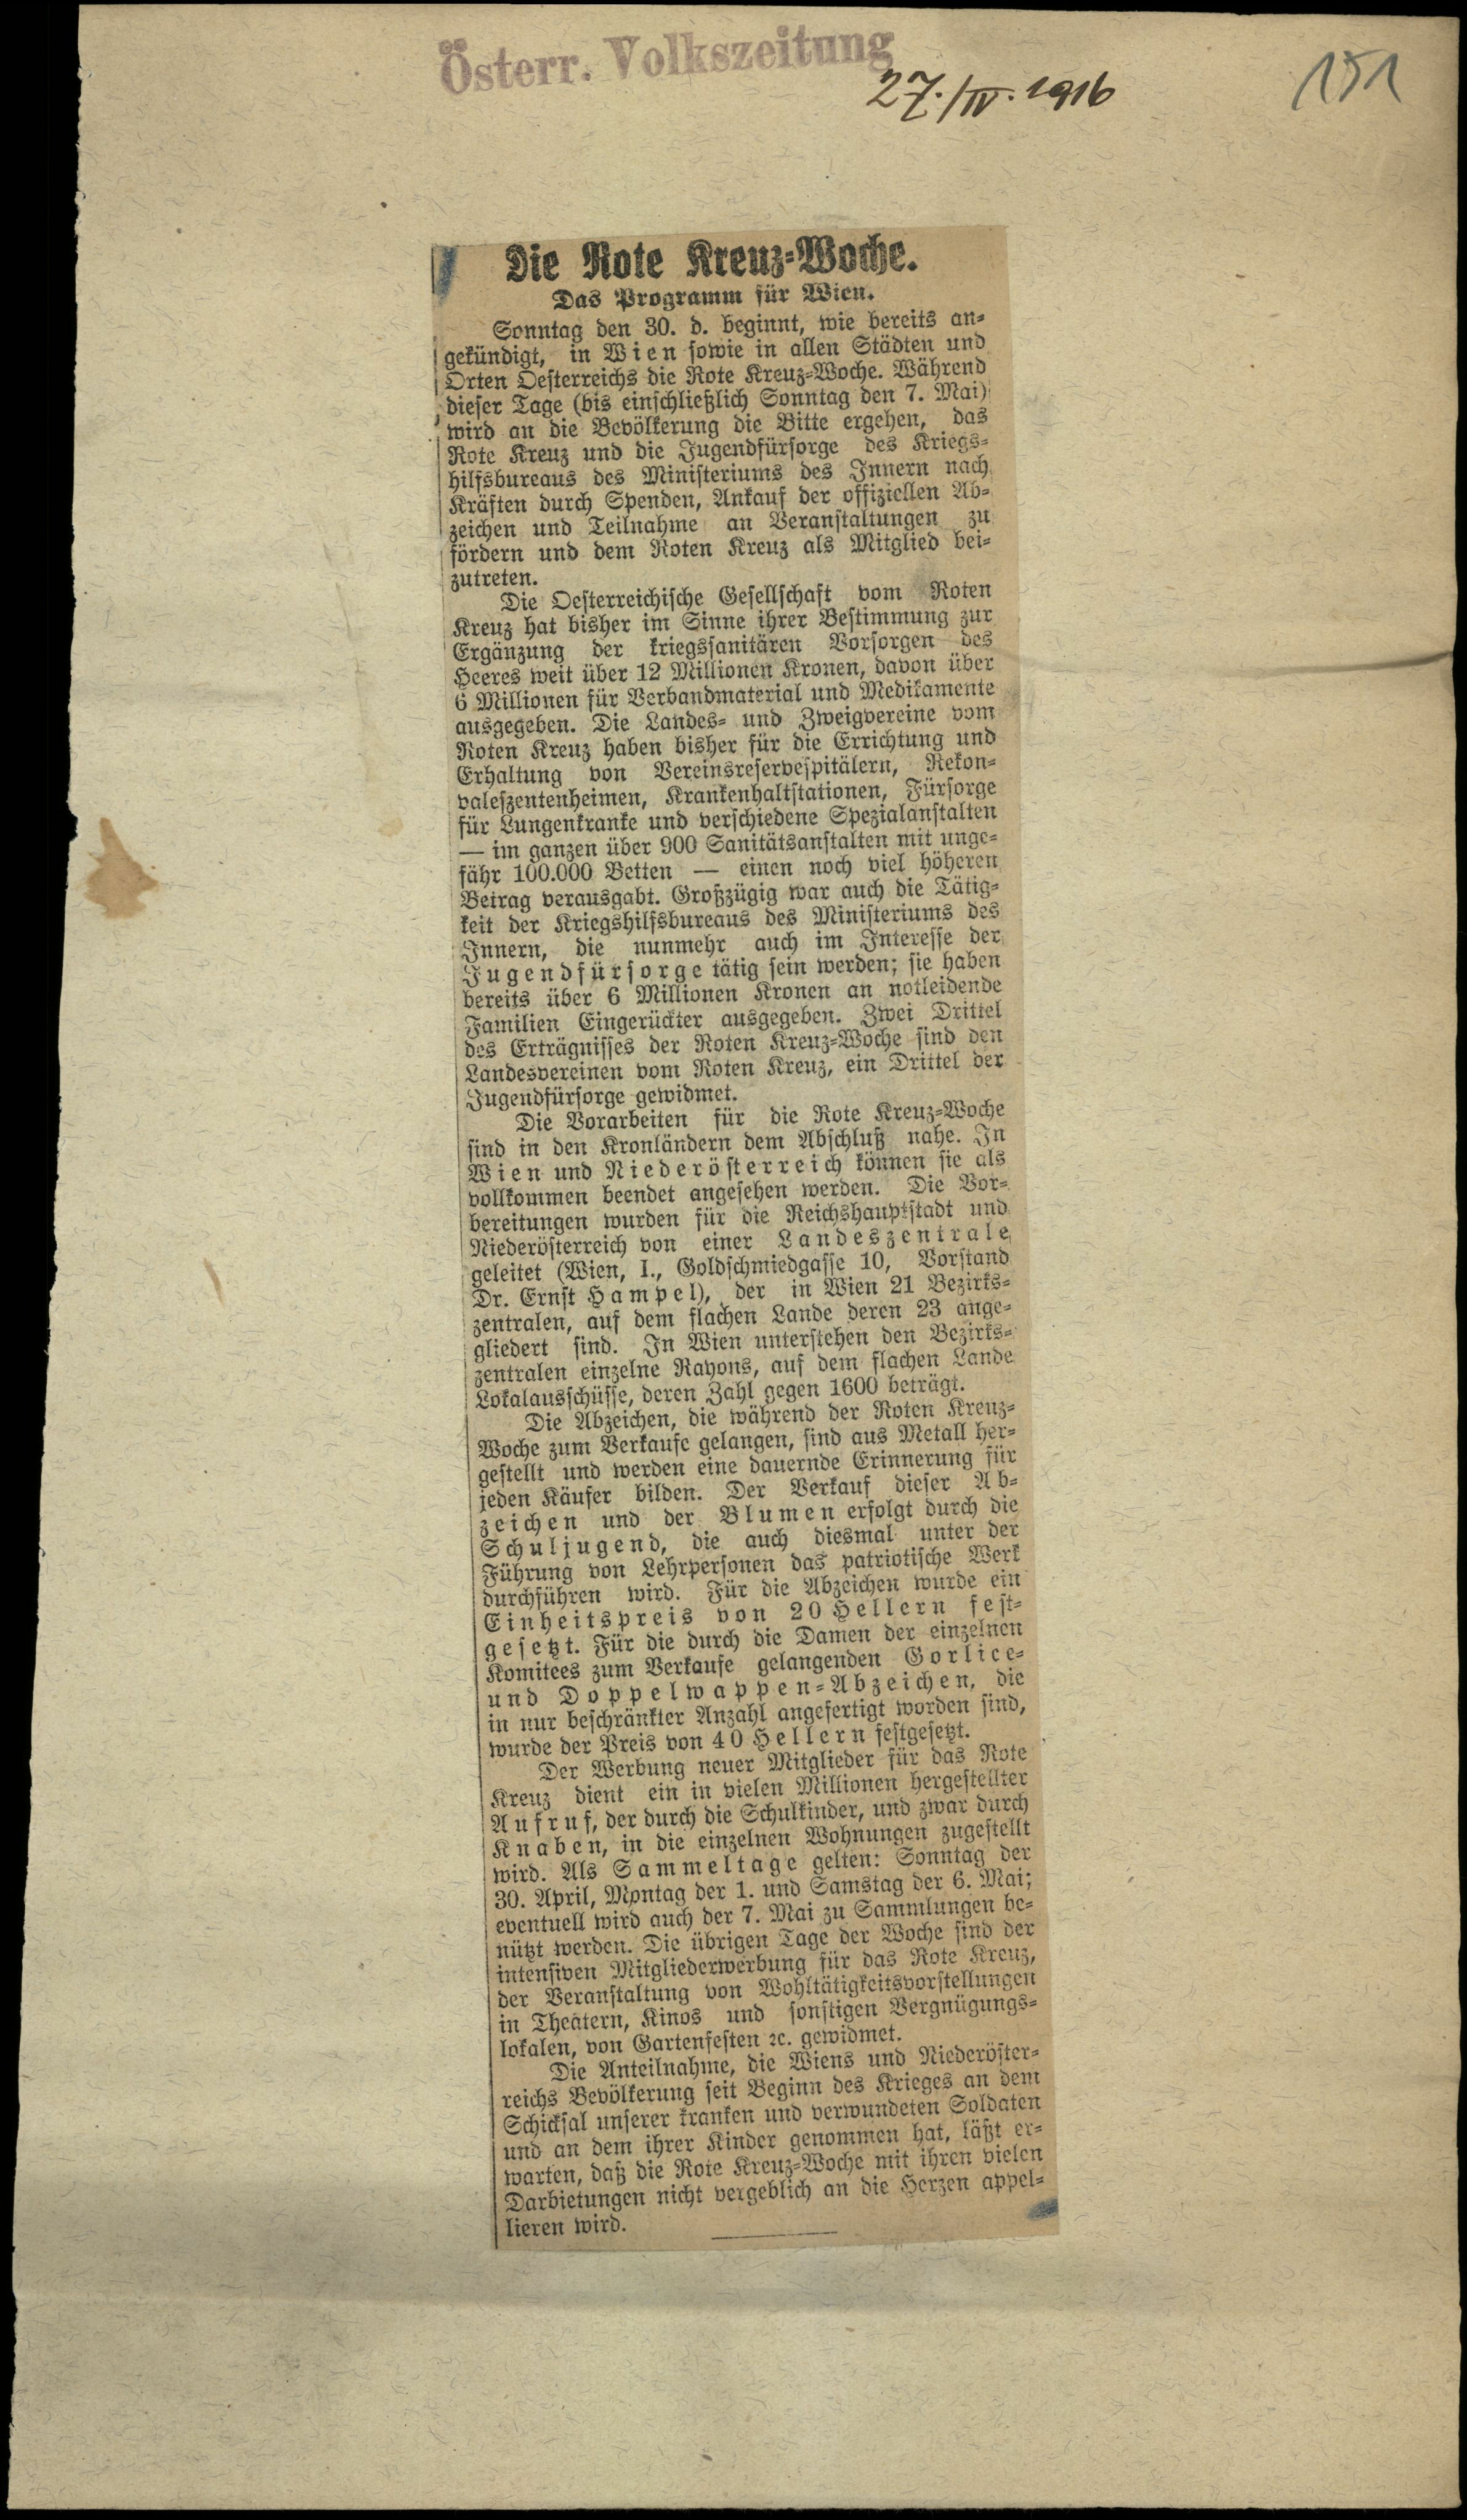 Österr. Volkszeitung
27./IV. 1916
151
Die Rote Kreuz-Woche.
Das Programm für Wien.
Sonntag den 30. d. beginnt, wie bereits an-
gekündigt, in Wien sowie in allen Städten und
Orten Oesterreichs die Rote Kreuz-Woche. Während
dieser Tage (bis einschließlich Sonntag den 7. Mai)
wird an die Bevölkerung die Bitte ergehen, das
Rote Kreuz und die Jugendfürsorge des Kriegs-
hilfsbureaus des Ministeriums des Innern nach
Kräften durch Spenden, Ankauf der offiziellen Ab-
zeichen und Teilnahme an Veranstaltungen zu
fördern und dem Roten Kreuz als Mitglied bei-
zutreten.
Die Oesterreichische Gesellschaft vom Roten
Kreuz hat bisher im Sinne ihrer Bestimmung zur
Ergänzung der kriegssanitären Vorsorgen des
Heeres weit über 12 Millionen Kronen, davon über
6 Millionen für Verbandmaterial und Medikamente
ausgegeben. Die Landes- und Zweigvereine vom
Roten Kreuz haben bisher für die Errichtung und
Erhaltung von Vereinsreservespitälern, Rekon-
valeszentenheimen, Krankenhaltstationen, Fürsorge
für Lungenkranke und verschiedene Spezialanstalten
— im ganzen über 900 Sanitätsanstalten mit unge-
fähr 100.000 Betten — einen noch viel höheren
Betrag verausgabt. Großzügig war auch die Tätig-
keit der Kriegshilfsbureaus des Ministeriums des
Innern, die nunmehr auch im Interesse der
Jugendfürsorge tätig sein werden; sie haben
bereits über 6 Millionen Kronen an notleidende
Familien Eingerückter ausgegeben. Zwei Drittel
des Erträgnisses der Roten Kreuz-Woche sind den
Landesvereinen vom Roten Kreuz, ein Drittel der
Jugendfürsorge gewidmet.
Die Vorarbeiten für die Rote Kreuz-Woche
sind in den Kronländern dem Abschluß nahe. In
Wien und Niederösterreich können sie als
vollkommen beendet angesehen werden. Die Vor-
bereitungen wurden für die Reichshauptstadt und
Niederösterreich von einer Landeszentrale
geleitet (Wien, I., Goldschmiedgasse 10, Vorstand
Dr. Ernst Hampel), der in Wien 21 Bezirks-
zentralen, auf dem flachen Lande deren 23 ange-
gliedert sind. In Wien unterstehen den Bezirks-
zentralen einzelne Rayons, auf dem flachen Lande
Lokalausschüsse, deren Zahl gegen 1600 beträgt.
Die Abzeichen, die während der Roten Kreuz-
Woche zum Verkaufe gelangen, sind aus Metall her-
gestellt und werden eine dauernde Erinnerung für
jeden Käufer bilden. Der Verkauf dieser Ab-
zeichen und der Blumen erfolgt durch die
Schuljugend, die auch diesmal unter der
Führung von Lehrpersonen das patriotische Werk
durchführen wird. Für die Abzeichen wurde ein
Einheitspreis von 20 Hellern fest-
gesetzt. Für die durch die Damen der einzelnen
Komitees zum Verkaufe gelangenden Gorlice-
und Doppelwappen-Abzeichen, die
in nur beschränkter Anzahl angefertigt worden sind,
wurde der Preis von 40 Hellern festgesetzt.
Der Werbung neuer Mitglieder für das Rote
Kreuz dient ein in vielen Millionen hergestellter
Aufruf, der durch die Schulkinder, und zwar durch
Knaben, in die einzelnen Wohnungen zugestellt
wird. Als Sammeltage gelten: Sonntag der
30. April, Montag der 1. und Samstag der 6. Mai;
eventuell wird auch der 7. Mai zu Sammlungen be-
nützt werden. Die übrigen Tage der Woche sind der
intensiven Mitgliederwerbung für das Rote Kreuz,
der Veranstaltung von Wohltätigkeitsvorstellungen
in Theatern, Kinos und sonstigen Vergnügungs-
lokalen, von Gartenfesten ꝛc. gewidmet.
Die Anteilnahme, die Wiens und Niederöster-
reichs Bevölkerung seit Beginn des Krieges an dem
Schicksal unserer kranken und verwundeten Soldaten
und an dem ihrer Kinder genommen hat, läßt er-
warten, daß die Rote Kreuz-Woche mit ihren vielen
Darbietungen nicht vergeblich an die Herzen appel-
lieren wird.